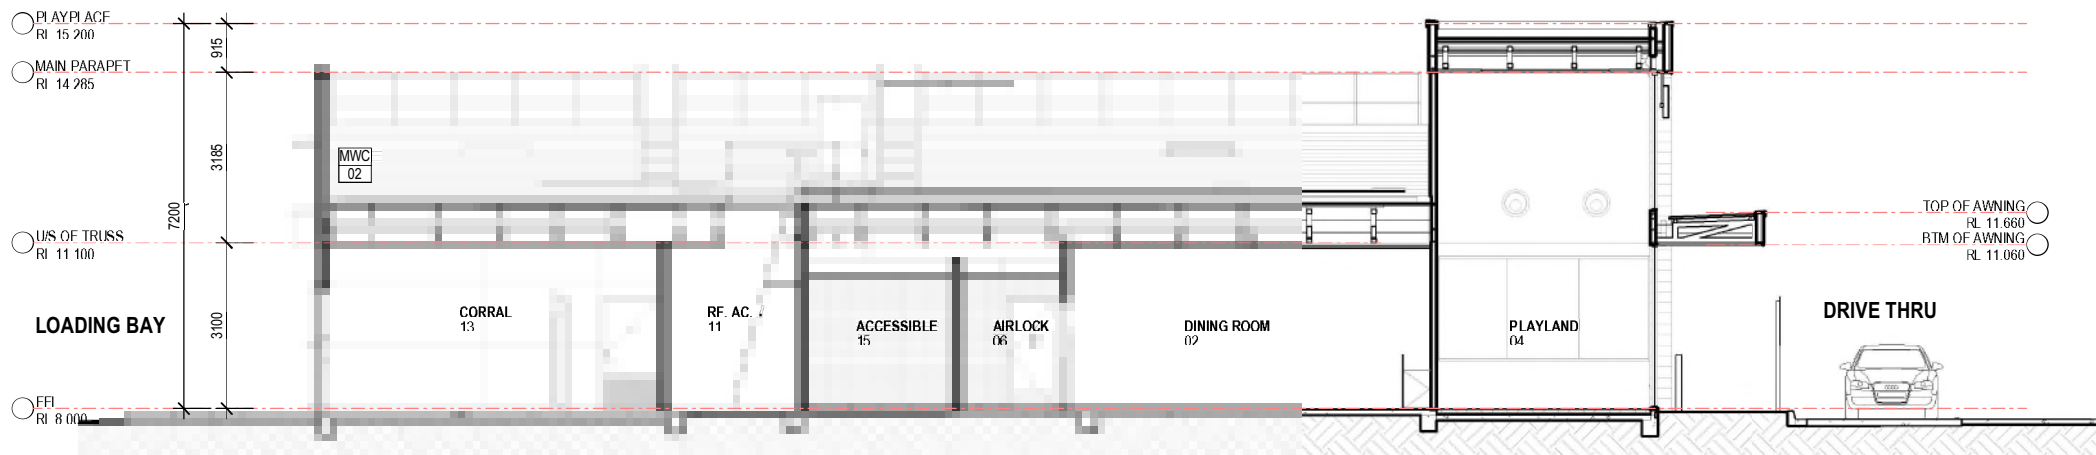 PLAYPLACE
RL 15.200
915
MAIN PARAPET
RL 14.285
3185
MWC
02
7200
TOP OF AWNING
RL 11.660
U/S OF TRUSS
RL 11.100
BTM OF AWNING
RL 11.060
LOADING BAY
3100
CORRAL
13
RF. AC.
11
ACCESSIBLE
15
AIRLOCK
06
DINING ROOM
02
PLAYLAND
04
DRIVE THRU
FFL
RL 8.000